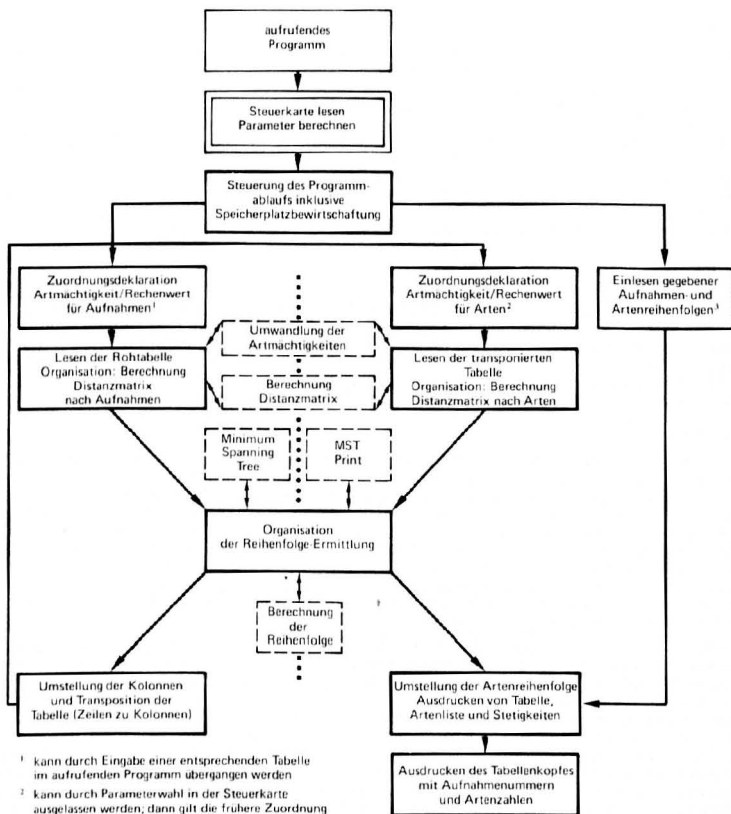 aufrufendes
Programm
Steuerkarte lesen
Parameter berechnen
Steuerung des Programm-
ablaufs inklusive
Speicherplatzbewirtschaftung
Zuordnungsdeklaration
Artmächtigkeit/Rechenwert
für Aufnahmen¹
Zuordnungsdeklaration
Artmächtigkeit/Rechenwert
für Arten²
Einlesen gegebener
Aufnahmen- und
Artenreihenfolgen³
Umwandlung der
Artmächtigkeiten
Lesen der Rohtabelle
Organisation: Berechnung
Distanzmatrix
nach Aufnahmen
Berechnung
Distanzmatrix
Lesen der transponierten
Tabelle
Organisation: Berechnung
Distanzmatrix nach Arten
Minimum
Spanning
Tree
MST
Print
Organisation
der Reihenfolge-Ermittlung
Berechnung
der
Reihenfolge
Umstellung der Kolonnen
und Transposition der
Tabelle (Zeilen zu Kolonnen)
Umstellung der Artenreihenfolge
Ausdrucken von Tabelle,
Artenliste und Stetigkeiten
Ausdrucken des Tabellenkopfes
mit Aufnahmenummern
und Artenzahlen
¹ kann durch Eingabe einer entsprechenden Tabelle
im aufrufenden Programm übergangen werden
² kann durch Parameterwahl in der Steuerkarte
ausgelassen werden; dann gilt die frühere Zuordnung